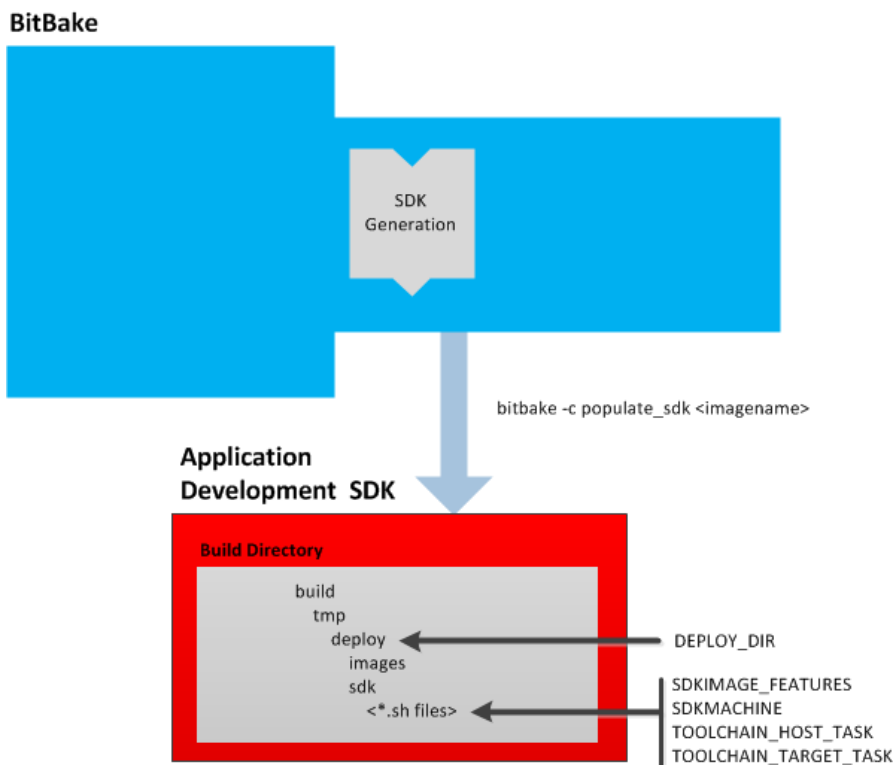 BitBake
SDK
Generation
bitbake -c populate_sdk <imagename>
Application
Development SDK
Build Directory
build
tmp
deploy
images
sdk
<*.sh files>
DEPLOY_DIR
SDKIMAGE_FEATURES
SDKMACHINE
TOOLCHAIN_HOST_TASK
TOOLCHAIN_TARGET_TASK